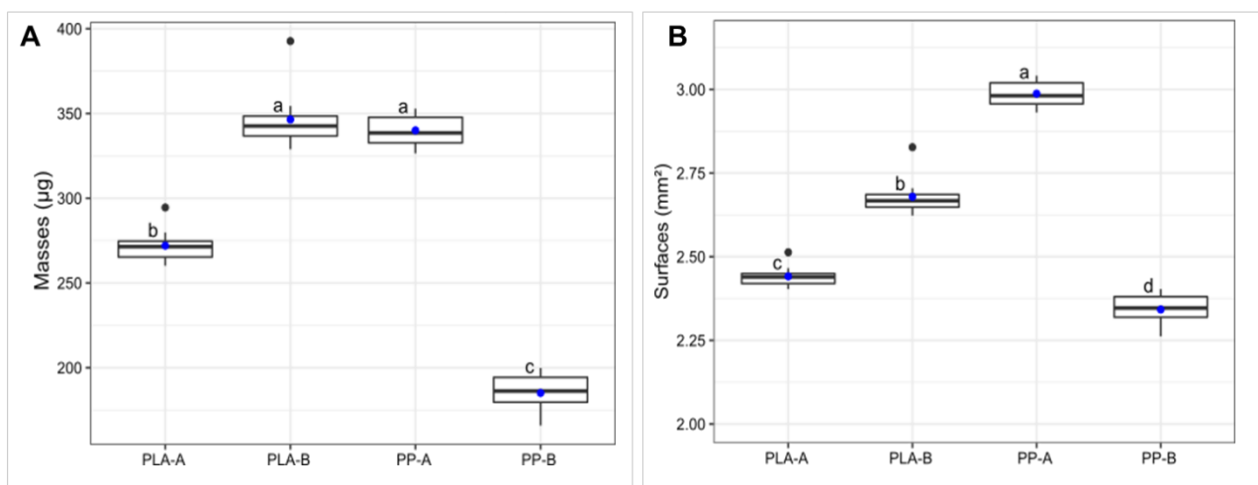 A
400
350
300
250
200
Masses (µg)
b
a
a
c
PLA-A PLA-B PP-A PP-B
B
3.00
2.75
2.50
2.25
2.00
Surfaces (mm²)
c
b
a
d
PLA-A PLA-B PP-A PP-B